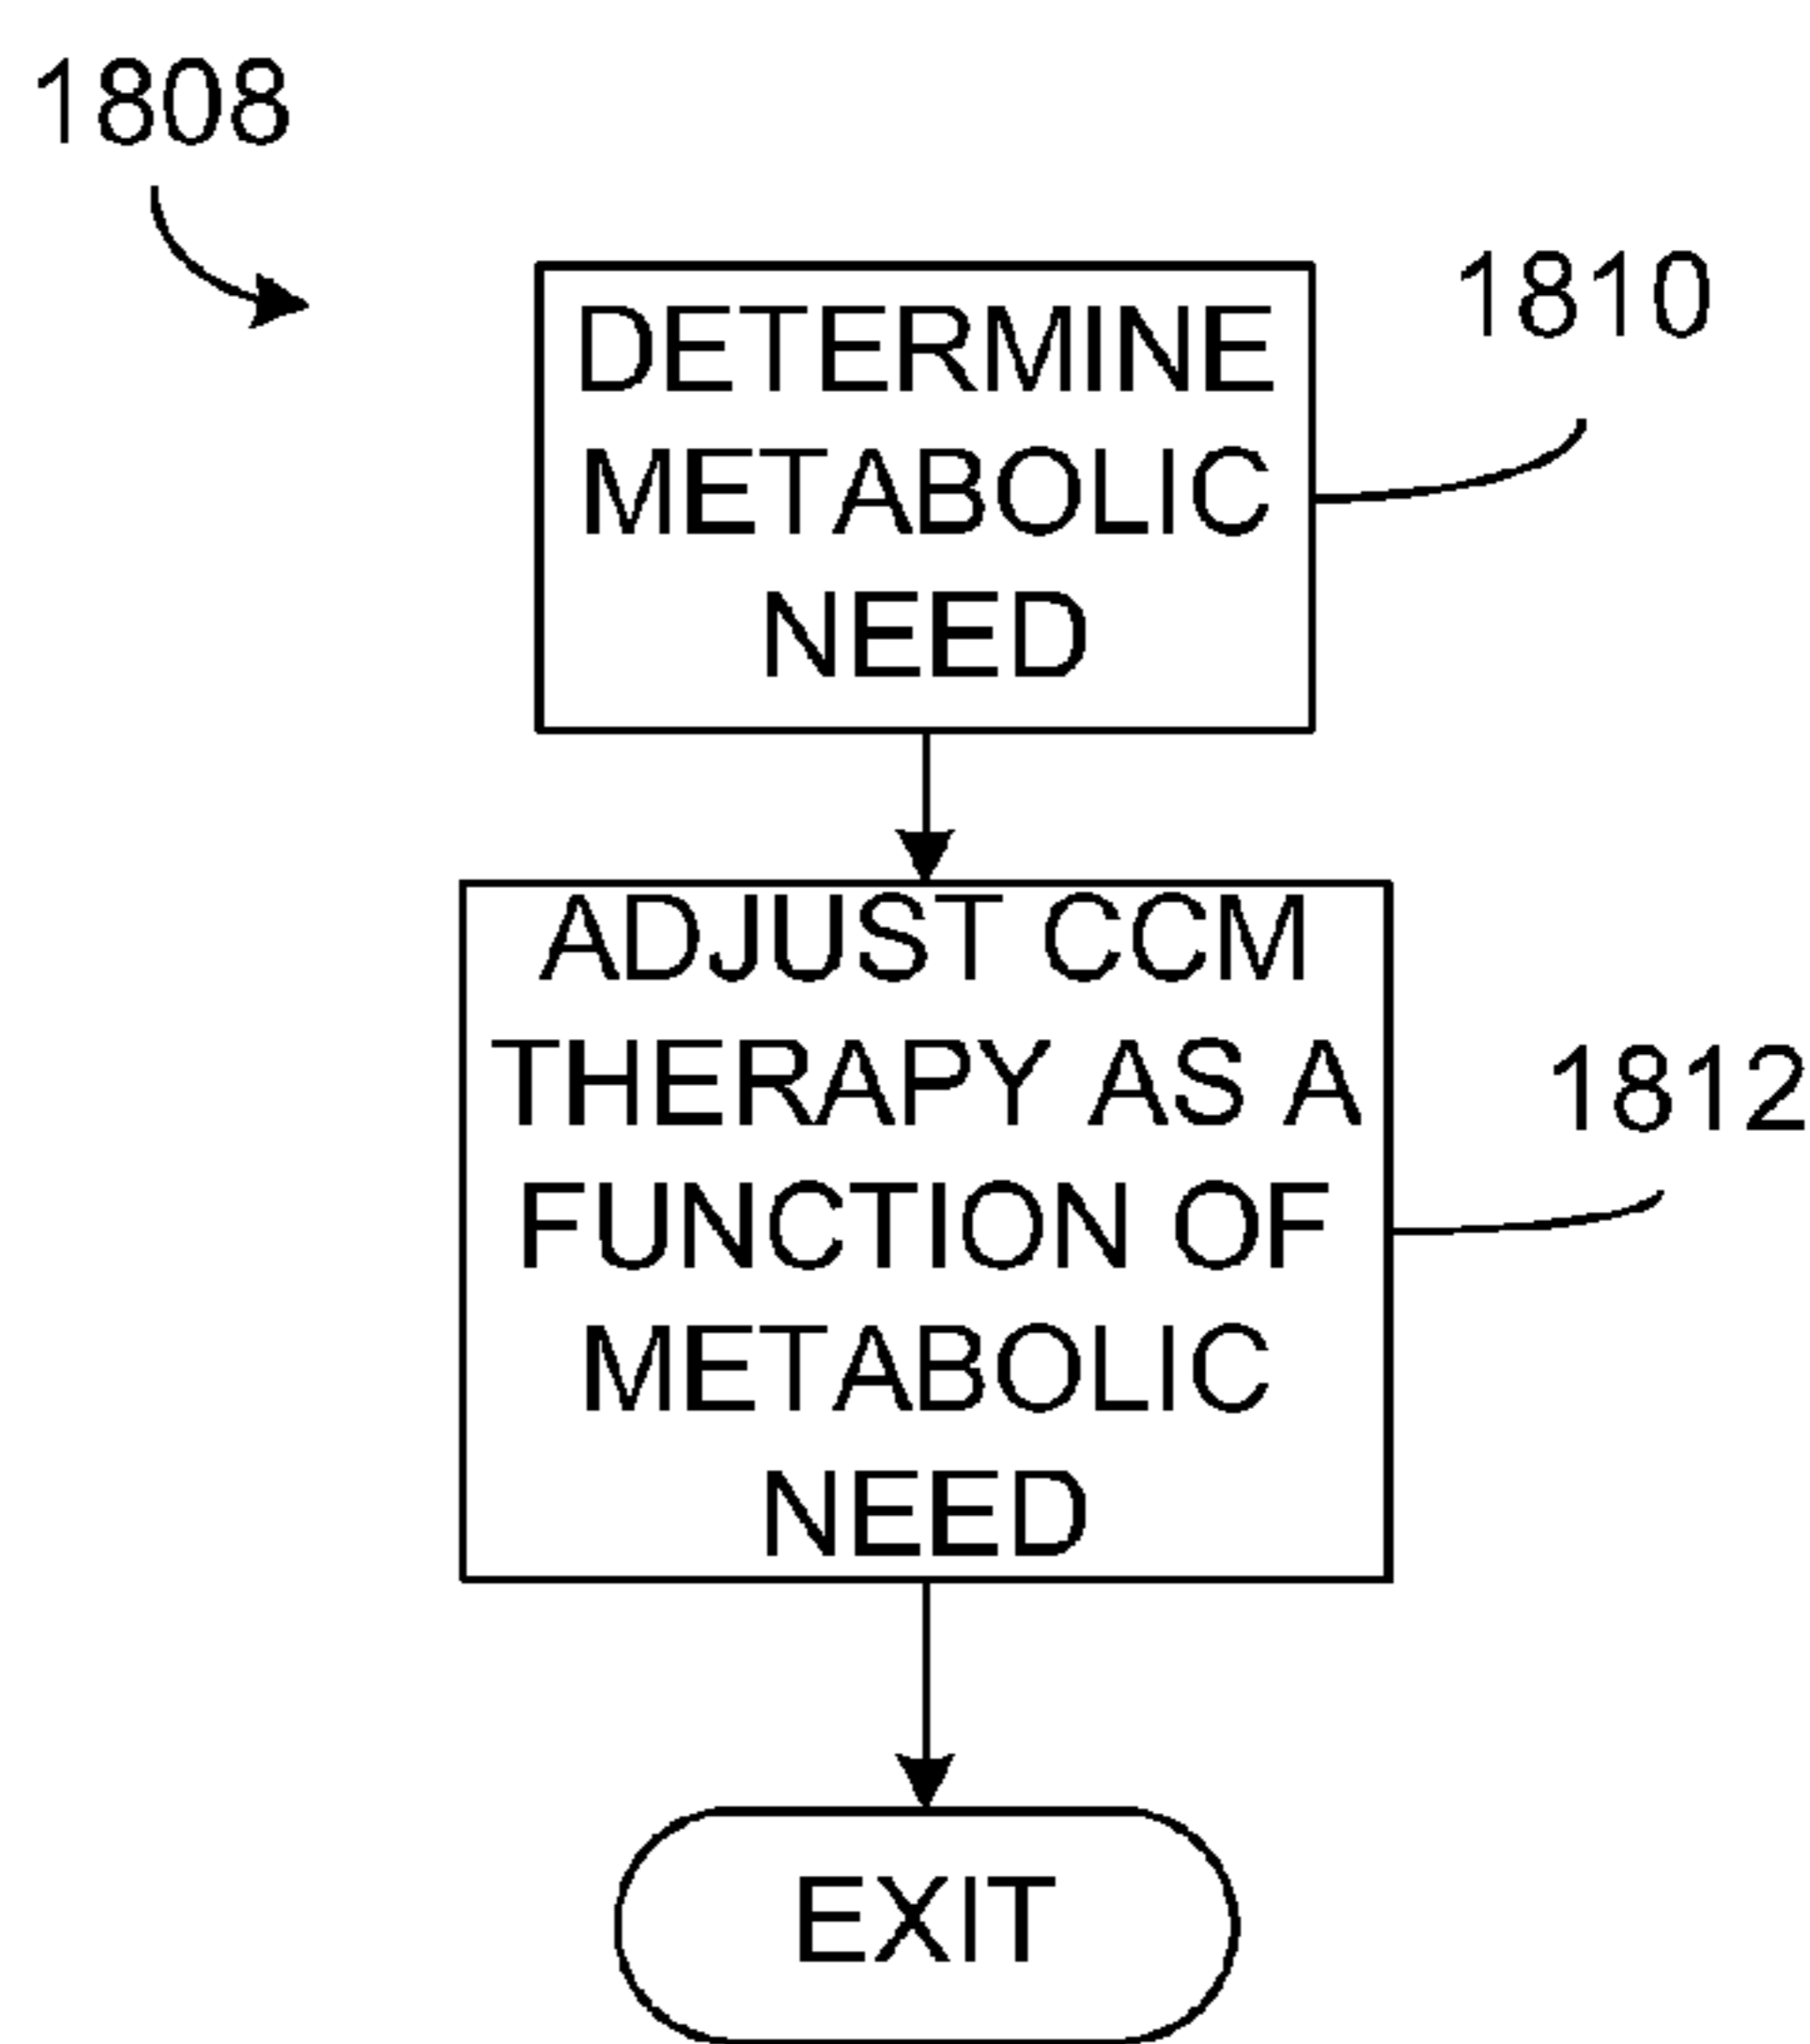 1808
1810
DETERMINE
METABOLIC
NEED
ADJUST CCM
THERAPY AS A
FUNCTION OF
METABOLIC
NEED
1812
EXIT